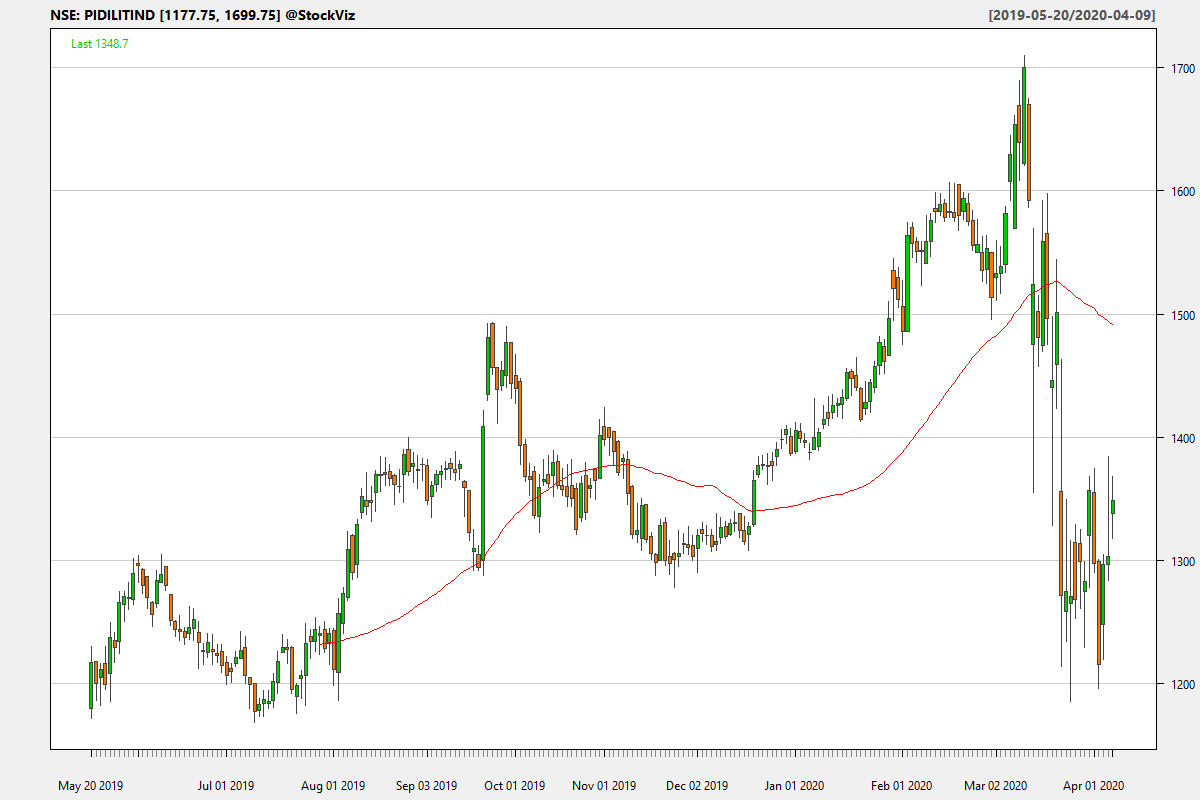 NSE: PIDILITIND [1177.75, 1699.75] @StockViz
[2019-05-20/2020-04-09]
Last 1348.7
1700
1600
1500
1400
1300
1200
May 20 2019 Jul 01 2019 Aug 01 2019 Sep 03 2019 Oct 01 2019 Nov 01 2019 Dec 02 2019 Jan 01 2020 Feb 01 2020 Mar 02 2020 Apr 01 2020